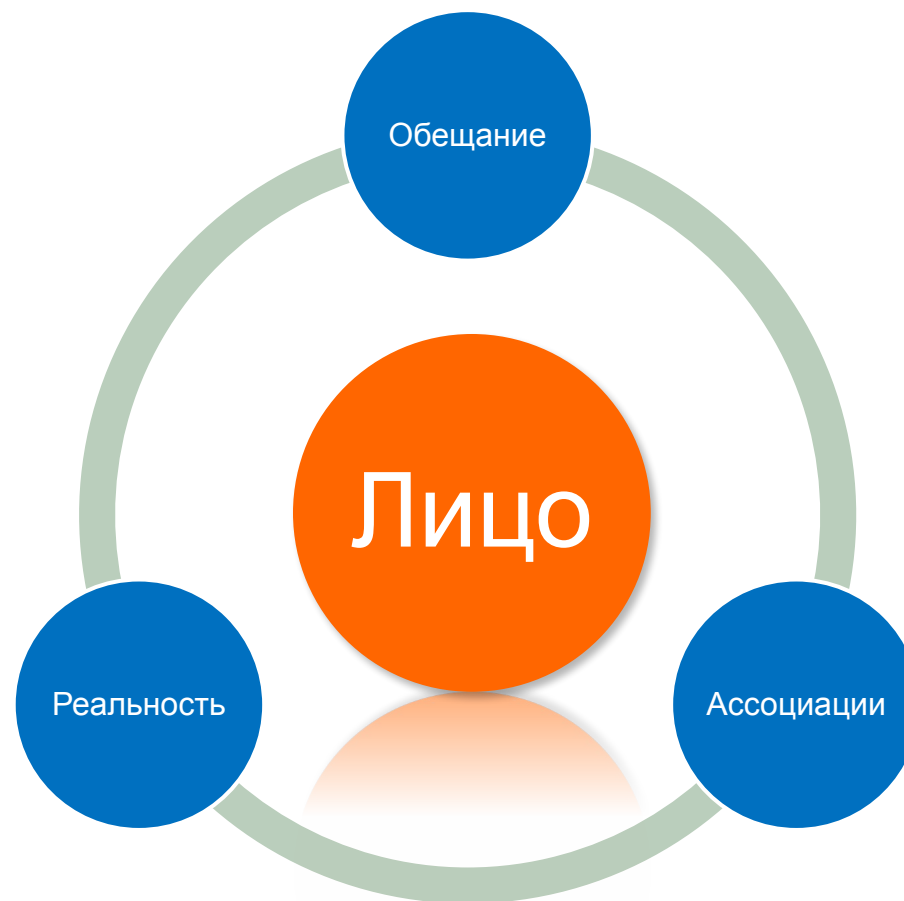 Обещание
Лицо
Реальность
Ассоциации